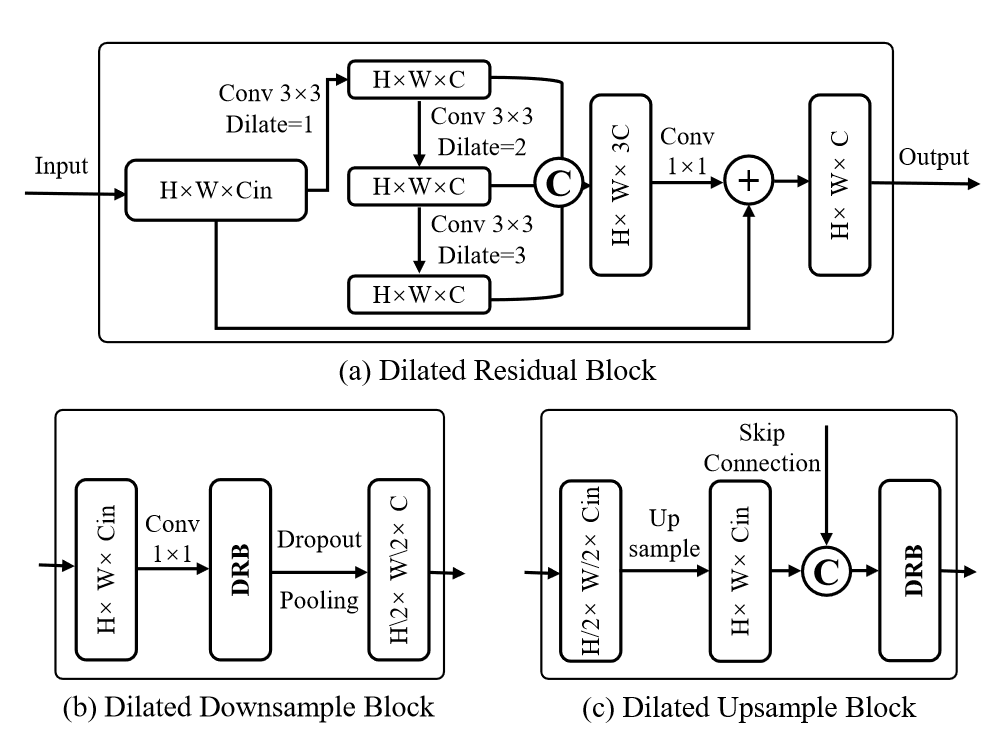 Input
H×W×Cin
Conv 3×3
Dilate=1
H×W×C
Conv 3×3
Dilate=2
H×W×C
Conv 3×3
Dilate=3
H×W×C
C
H× W× 3C
Conv
1×1
+
H× W× C
Output
(a) Dilated Residual Block
H× W× Cin
Conv
1×1
DRB
Dropout
Pooling
H\2× W\2× C
(b) Dilated Downsample Block
H/2× W/2× Cin
Up
sample
H× W× Cin
Skip
Connection
C
DRB
(c) Dilated Upsample Block